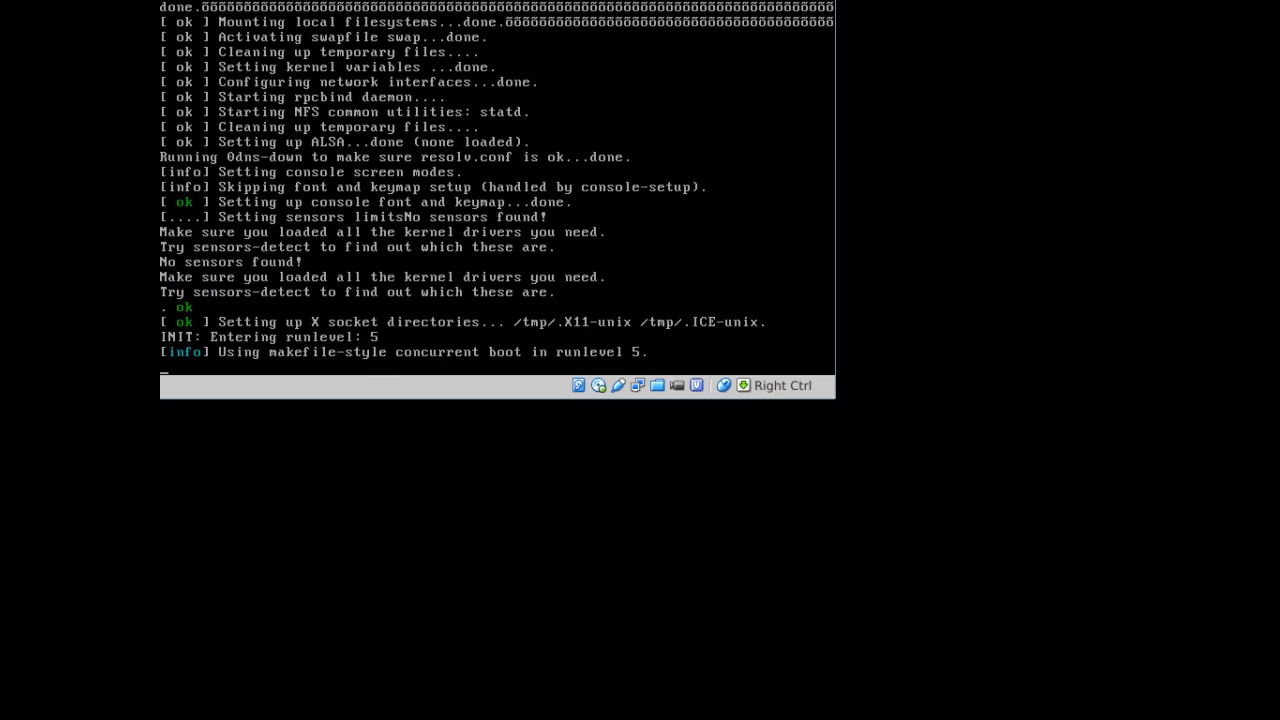 done.õõõõõõõõõõõõõõõõõõõõõõõõõõõõõõõõõõõõõõõõõõõõõõõõõõõõõõõõõõõõõõõõõõõõõõõõõõõ
[ ok ] Mounting local filesystems...done.õõõõõõõõõõõõõõõõõõõõõõõõõõõõõõõõõõõõõõõ
[ ok ] Activating swapfile swap...done.
[ ok ] Cleaning up temporary files....
[ ok ] Setting kernel variables ...done.
[ ok ] Configuring network interfaces...done.
[ ok ] Starting rpcbind daemon....
[ ok ] Starting NFS common utilities: statd.
[ ok ] Cleaning up temporary files....
[ ok ] Setting up ALSA...done (none loaded).
Running 0dns-down to make sure resolv.conf is ok...done.
[info] Setting console screen modes.
[info] Skipping font and keymap setup (handled by console-setup).
[ ok ] Setting up console font and keymap...done.
[....] Setting sensors limitsNo sensors found!
Make sure you loaded all the kernel drivers you need.
Try sensors-detect to find out which these are.
No sensors found!
Make sure you loaded all the kernel drivers you need.
Try sensors-detect to find out which these are.
. ok
[ ok ] Setting up X socket directories... /tmp/.X11-unix /tmp/.ICE-unix.
INIT: Entering runlevel: 5
[info] Using makefile-style concurrent boot in runlevel 5.
_
Right Ctrl